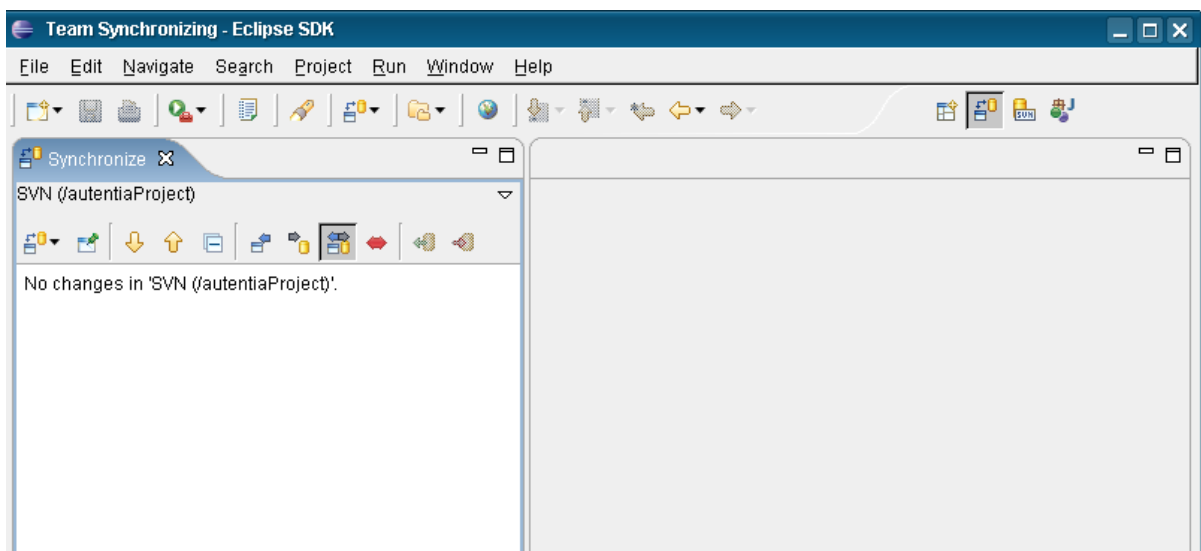 Team Synchronizing - Eclipse SDK
File Edit Navigate Search Project Run Window Help
SVN
Synchronize
SVN (/autentiaProject)
No changes in 'SVN (/autentiaProject)'.